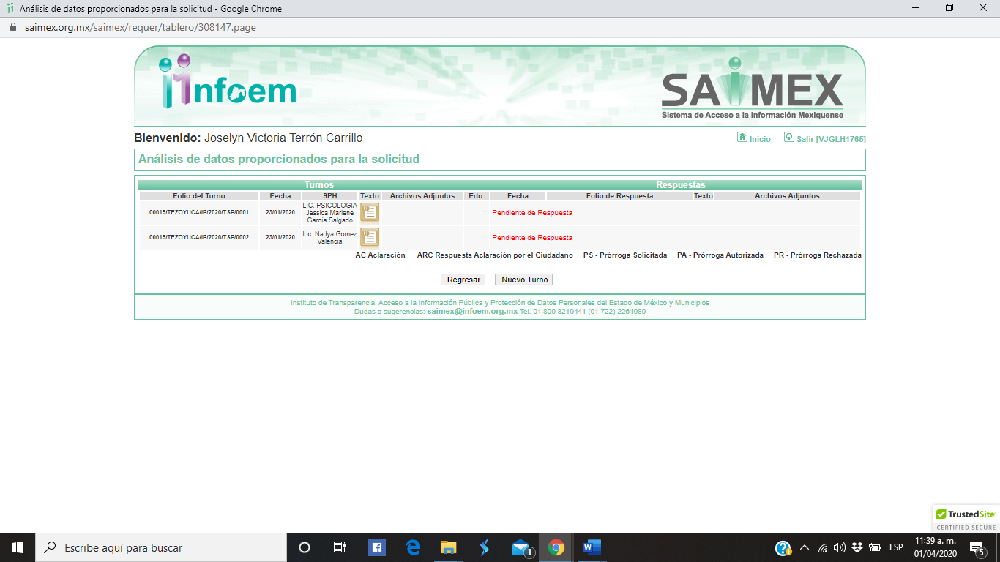 Análisis de datos proporcionados para la solicitud - Google Chrome
saimex.org.mx/saimex/requer/tablero/308147.page
infoem
SAIMEX
Sistema de Acceso a la Información Mexiquense
Bienvenido: Joselyn Victoria Terrón Carrillo
Inicio Salir [VJGLH1765]
Análisis de datos proporcionados para la solicitud
Turnos Respuestas
Folio del Turno Fecha SPH Texto Archivos Adjuntos Edo. Fecha Folio de Respuesta Texto Archivos Adjuntos
00019/TEZOYUCA/IP/2020/TSP/0001 23/01/2020 LIC. PSICOLOGIA Jessica Marlene García Salgado Pendiente de Respuesta
00019/TEZOYUCA/IP/2020/TSP/0002 23/01/2020 Lic. Nadya Gomez Valencia Pendiente de Respuesta
AC Aclaración ARC Respuesta Aclaración por el Ciudadano PS - Prórroga Solicitada PA - Prórroga Autorizada PR - Prórroga Rechazada
Regresar Nuevo Turno
Instituto de Transparencia, Acceso a la Información Pública y Protección de Datos Personales del Estado de México y Municipios
Dudas o sugerencias: saimex@infoem.org.mx Tel. 01 800 8210441 (01 722) 2261980
TrustedSite
CERTIFIED SECURE
Escribe aquí para buscar
1
ESP
11:39 a. m.
01/04/2020
5